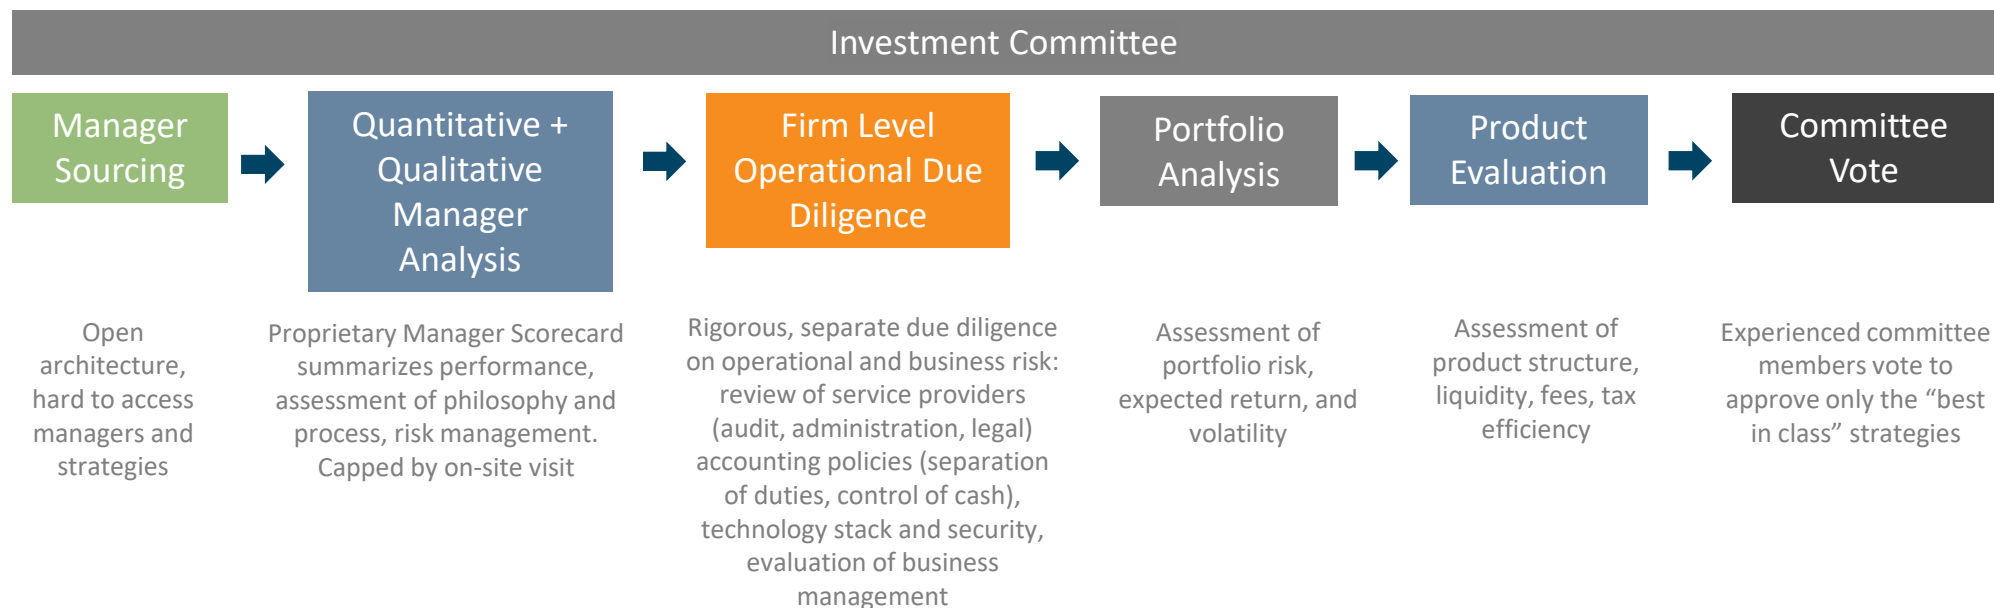 Investment Committee
Manager
Sourcing
Quantitative +
Qualitative
Manager
Analysis
Firm Level
Operational Due
Diligence
Portfolio
Analysis
Product
Evaluation
Committee
Vote
Open
architecture,
hard to access
managers and
strategies
Proprietary Manager Scorecard
summarizes performance,
assessment of philosophy and
process, risk management.
Capped by on-site visit
Rigorous, separate due diligence
on operational and business risk:
review of service providers
(audit, administration, legal)
accounting policies (separation
of duties, control of cash),
technology stack and security,
evaluation of business
management
Assessment of
portfolio risk,
expected return, and
volatility
Assessment of
product structure,
liquidity, fees, tax
efficiency
Experienced committee
members vote to
approve only the “best
in class” strategies